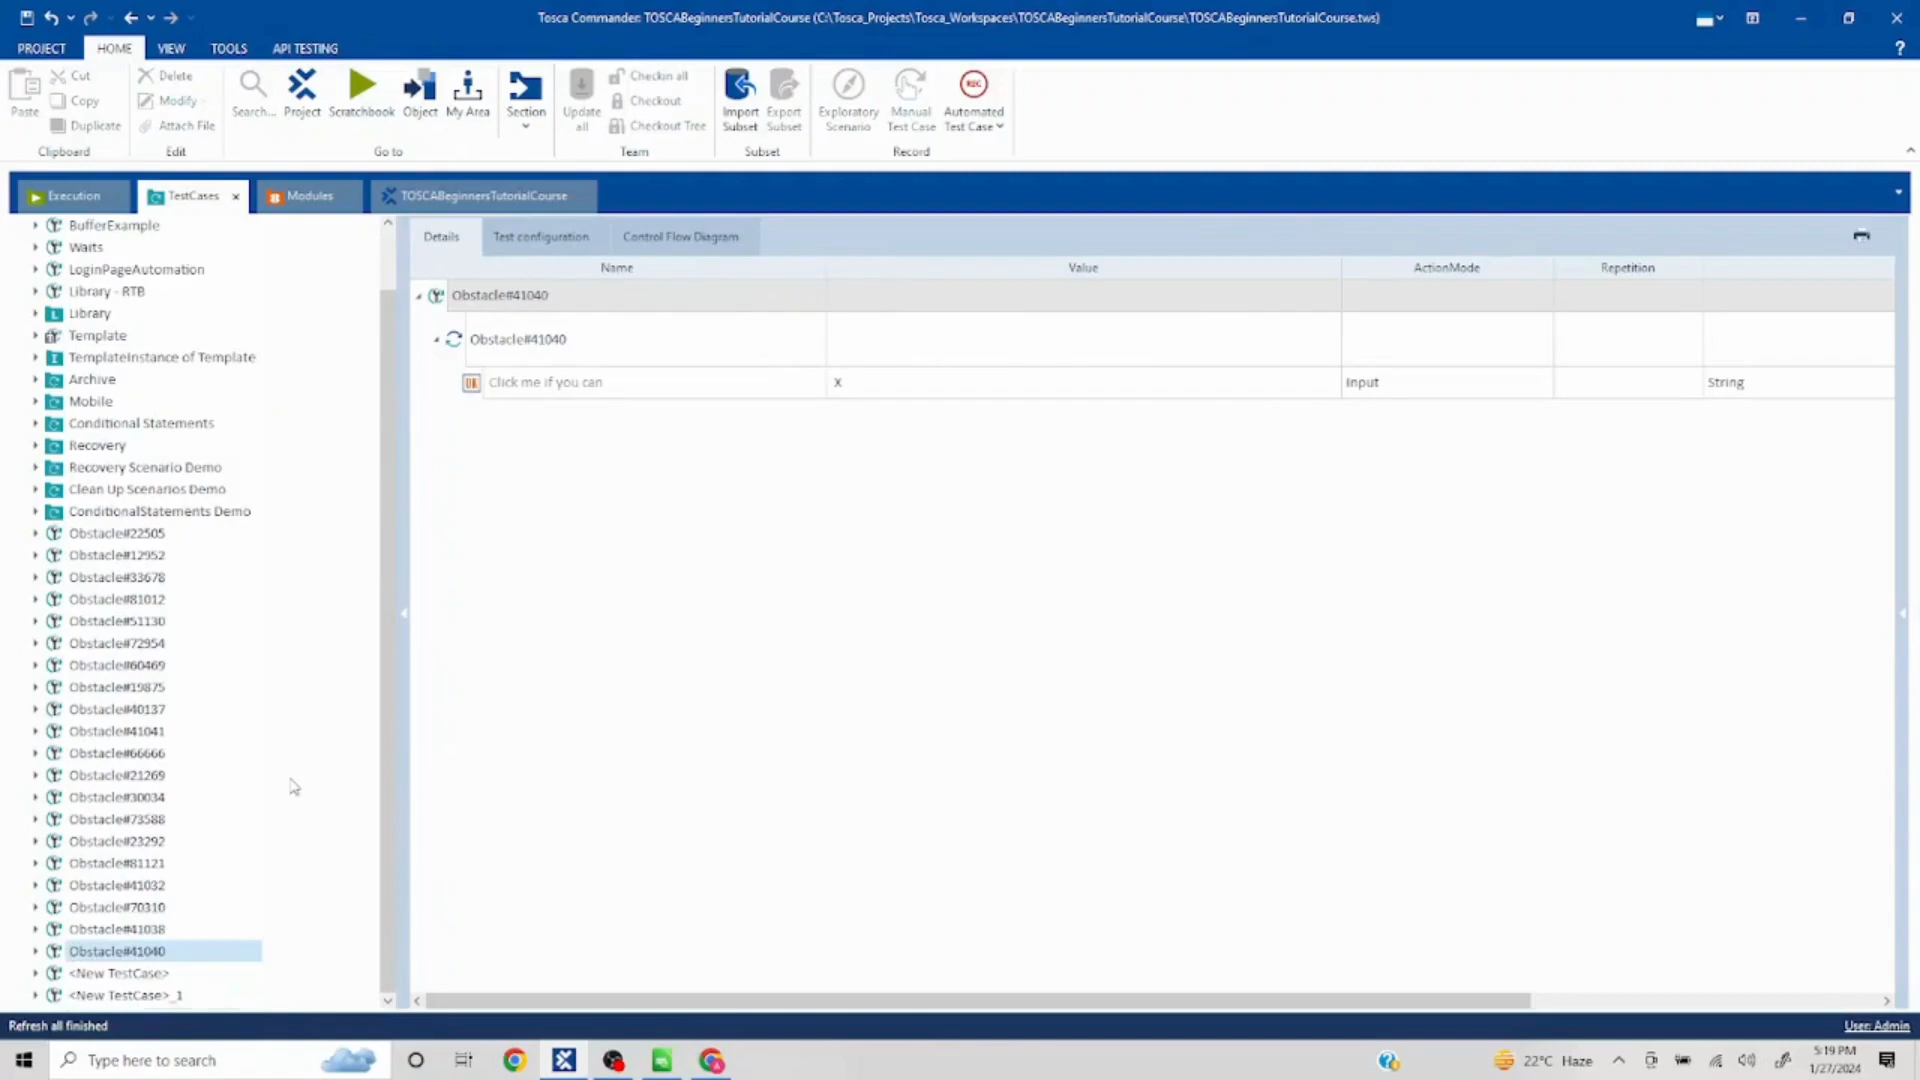 Tosca Commander: TOSCABeginnersTutorialCourse (C:\Tosca_Projects\Tosca_Workspaces\TOSCABeginnersTutorialCourse\TOSCABeginnersTutorialCourse.tws)
PROJECT HOME VIEW TOOLS API TESTING ?
Paste Cut Copy Duplicate
Clipboard
Delete Modify Attach File
Edit
Search... Project Scratchbook Object My Area
Go to
Section
Update all Checkin all Checkout Checkout Tree
Team
Import Subset Export Subset
Subset
Exploratory Scenario Manual Test Case REC Automated Test Case
Record
Execution TestCases x Modules TOSCABeginnersTutorialCourse
BufferExample
Waits
LoginPageAutomation
Library - RTB
Library
Template
TemplateInstance of Template
Archive
Mobile
Conditional Statements
Recovery
Recovery Scenario Demo
Clean Up Scenarios Demo
ConditionalStatements Demo
Obstacle#22505
Obstacle#12952
Obstacle#33678
Obstacle#81012
Obstacle#51130
Obstacle#72954
Obstacle#60469
Obstacle#19875
Obstacle#40137
Obstacle#41041
Obstacle#66666
Obstacle#21269
Obstacle#30034
Obstacle#73588
Obstacle#23292
Obstacle#81121
Obstacle#41032
Obstacle#70310
Obstacle#41038
Obstacle#41040
<New TestCase>
<New TestCase>_1
Details Test configuration Control Flow Diagram
Name Value ActionMode Repetition
Obstacle#41040
Obstacle#41040
Click me if you can X Input String
Refresh all finished
User: Admin
Type here to search
22°C Haze
5:19 PM
1/27/2024